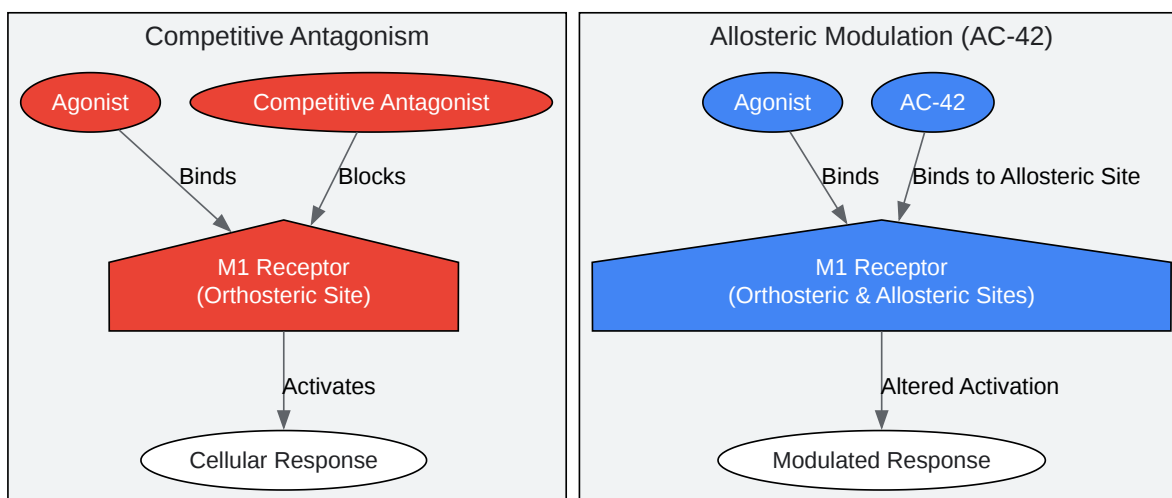 Competitive Antagonism
Agonist
Competitive Antagonist
Binds
Blocks
M1 Receptor
(Orthosteric Site)
Activates
Cellular Response
Allosteric Modulation (AC-42)
Agonist
AC-42
Binds
Binds to Allosteric Site
M1 Receptor
(Orthosteric & Allosteric Sites)
Altered Activation
Modulated Response